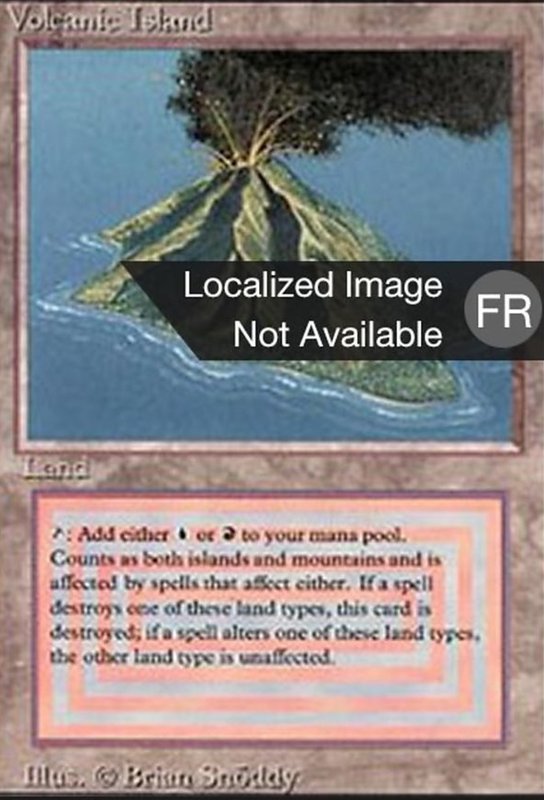 Volcanic Island
Localized Image
Not Available
FR
Land
: Add either or to your mana pool.
Counts as both islands and mountains and is
affected by spells that affect either. If a spell
destroys one of these land types, this card is
destroyed; if a spell alters one of these land types,
the other land type is unaffected.
Illus. © Brian Snōddy